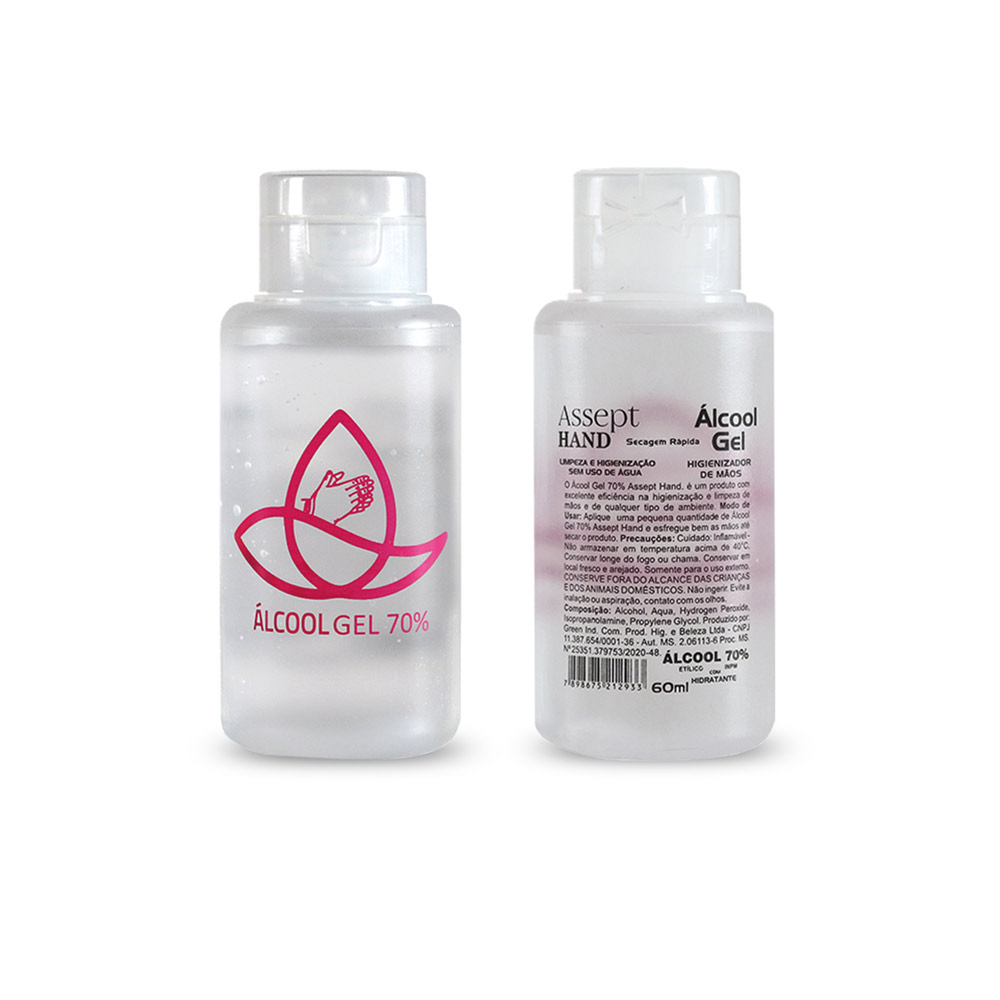 ÁLCOOL GEL 70%
Assept
HAND
Secagem Rápida
Álcool
Gel
LIMPEZA E HIGIENIZAÇÃO
SEM USO DE ÁGUA
HIGIENIZADOR
DE MÃOS
O Ácool Gel 70% Assept Hand. é um produto com
excelente eficiência na higienização e limpeza de
mãos e de qualquer tipo de ambiente. Modo de
Usar: Aplique uma pequena quantidade de Álcool
Gel 70% Assept Hand e esfregue bem as mãos até
secar o produto. Precauções: Cuidado: Inflamável -
Não armazenar em temperatura acima de 40°C.
Conservar longe do fogo ou chama. Conservar em
local fresco e arejado. Somente para o uso externo.
CONSERVE FORA DO ALCANCE DAS CRIANÇAS
E DOS ANIMAIS DOMÉSTICOS. Não ingerir. Evite a
inalação ou aspiração, contato com os olhos.
Composição: Alcohol, Aqua, Hydrogen Peroxide,
Isopropanolamine, Propylene Glycol. Produzido por:
Green Ind. Com. Prod. Hig. e Beleza Ltda - CNPJ
11.387.654/0001-36 - Aut. MS. 2.06113-6 Proc. MS.
Nº 25351.379753/2020-48.
ÁLCOOL 70%
ETÍLICO COM INPM
HIDRATANTE
7 898675 212933
60ml